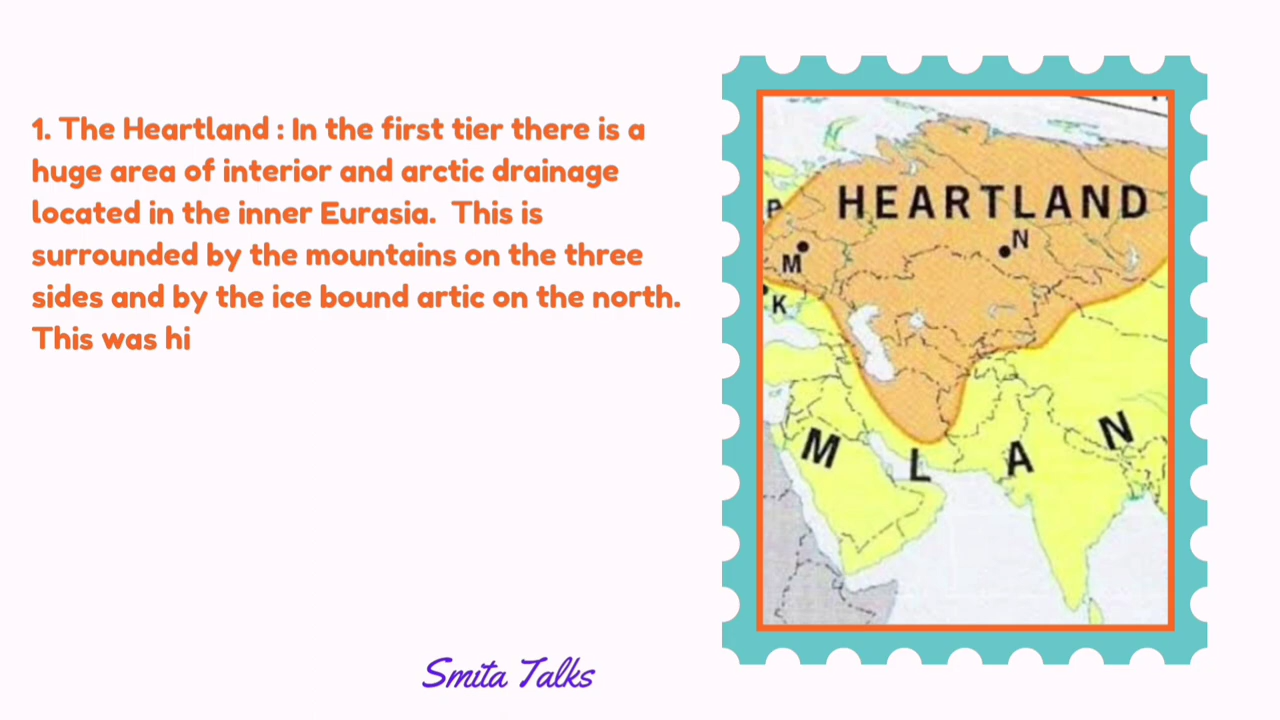 1. The Heartland : In the first tier there is a
huge area of interior and arctic drainage
located in the inner Eurasia.  This is
surrounded by the mountains on the three
sides and by the ice bound artic on the north.
This was hi
HEARTLAND
P
N
M
K
M L A N
Smita Talks